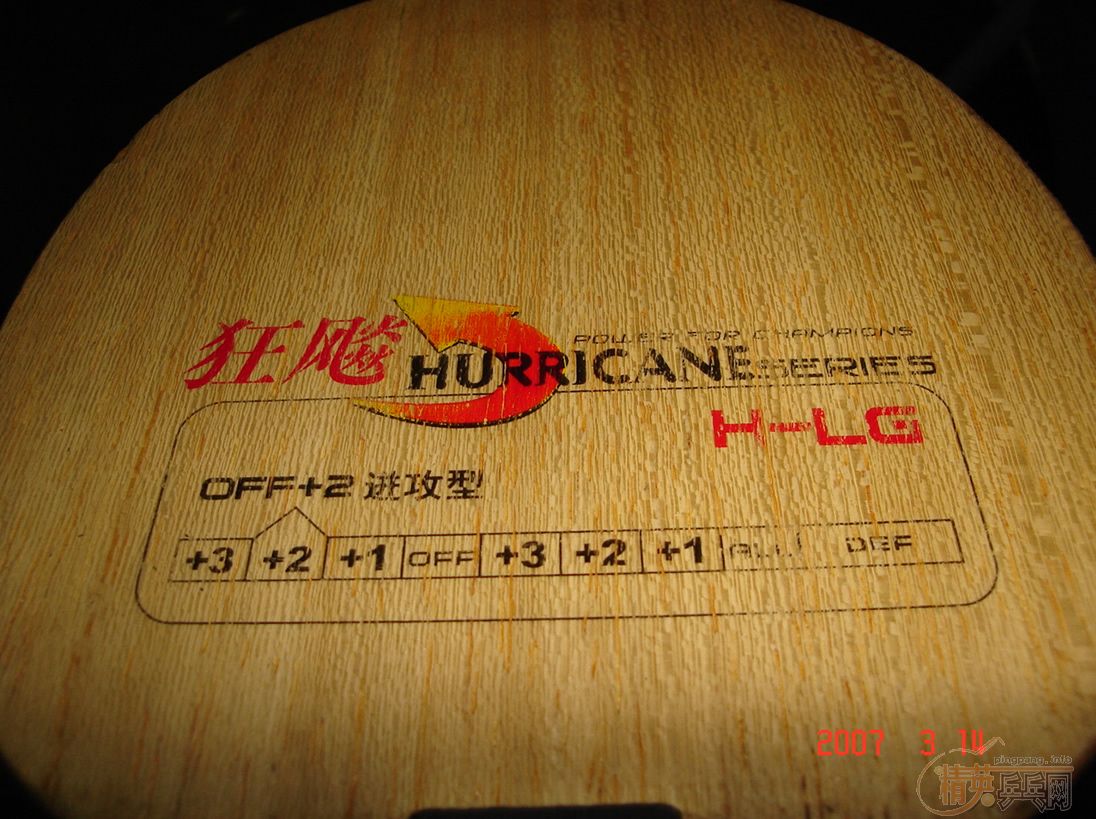 狂飚
POWER FOR CHAMPIONS
HURRICANE SERIES
H-LG
OFF+2 进攻型
+3 +2 +1 OFF +3 +2 +1 ALL DEF
2007 3 14
pingpang.info
精英乒乓网